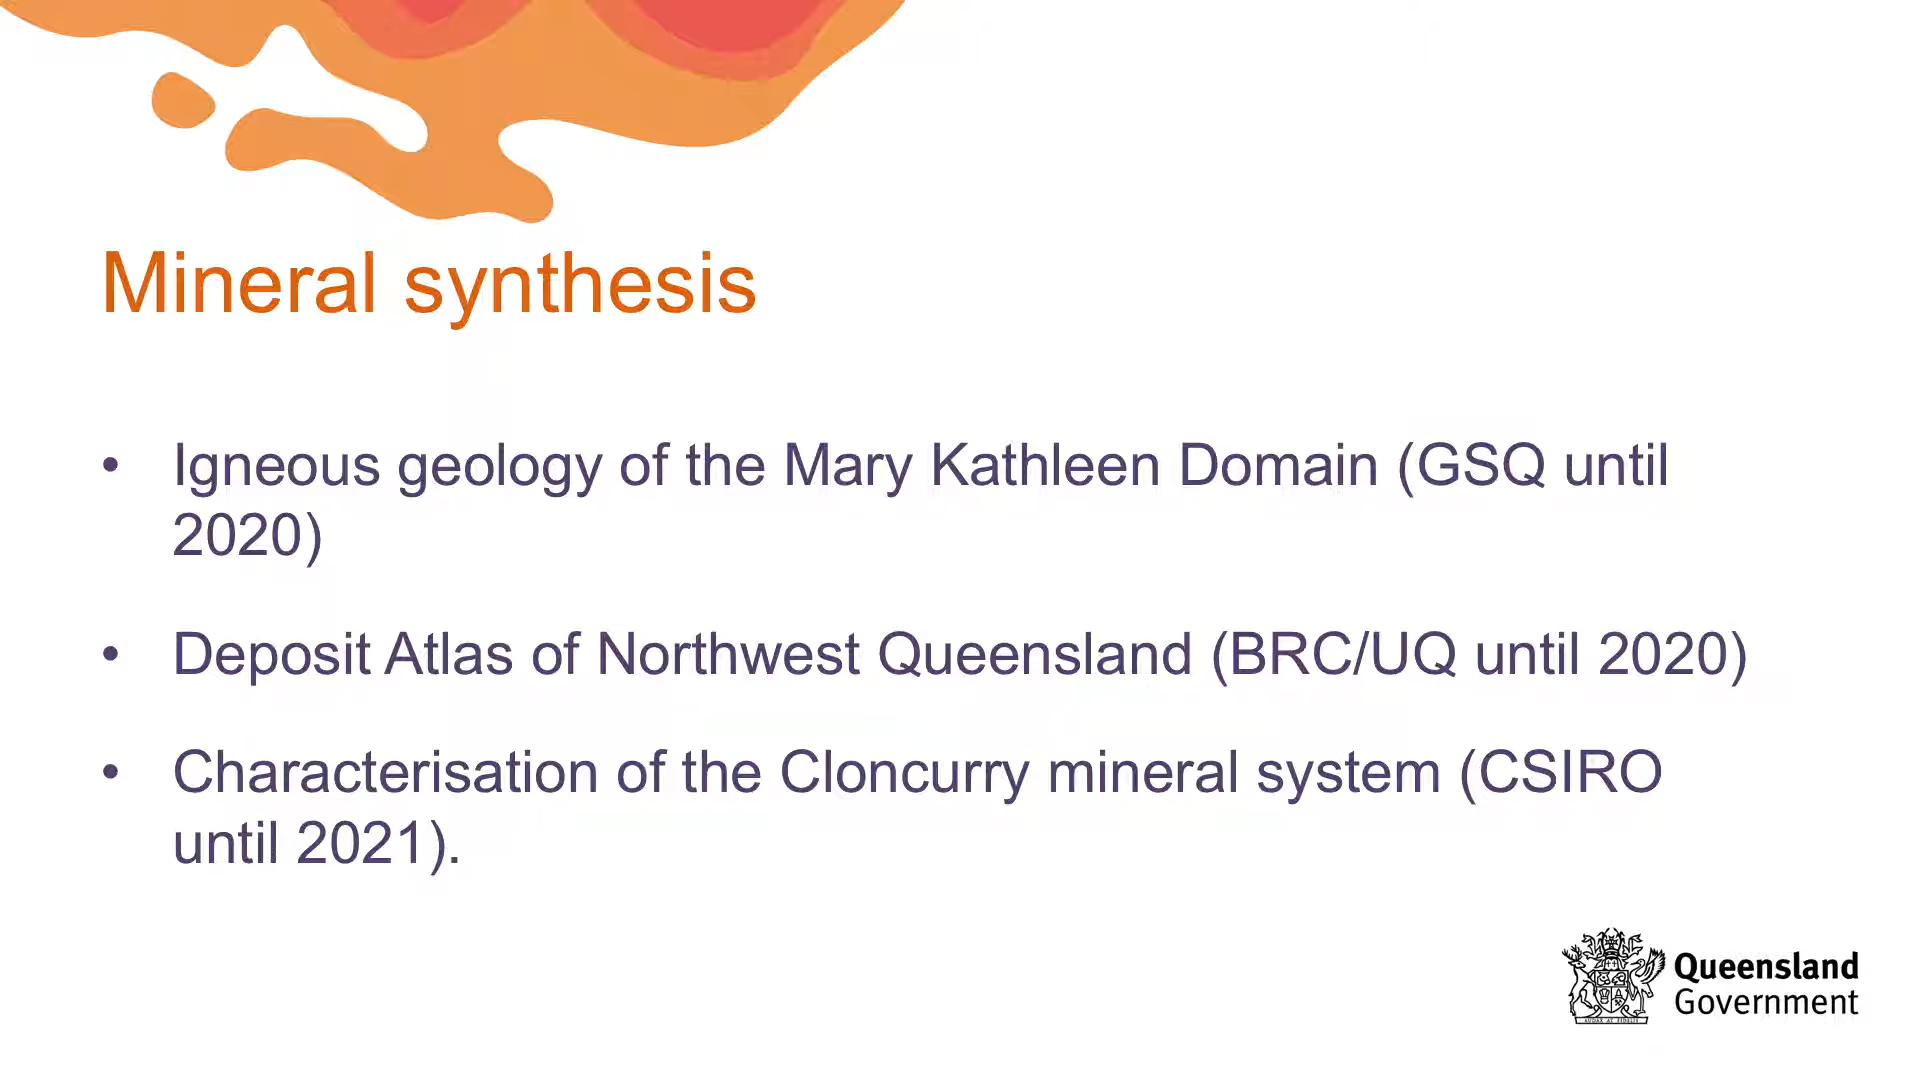 Mineral synthesis
• Igneous geology of the Mary Kathleen Domain (GSQ until
2020)
• Deposit Atlas of Northwest Queensland (BRC/UQ until 2020)
• Characterisation of the Cloncurry mineral system (CSIRO
until 2021).
Queensland
Government